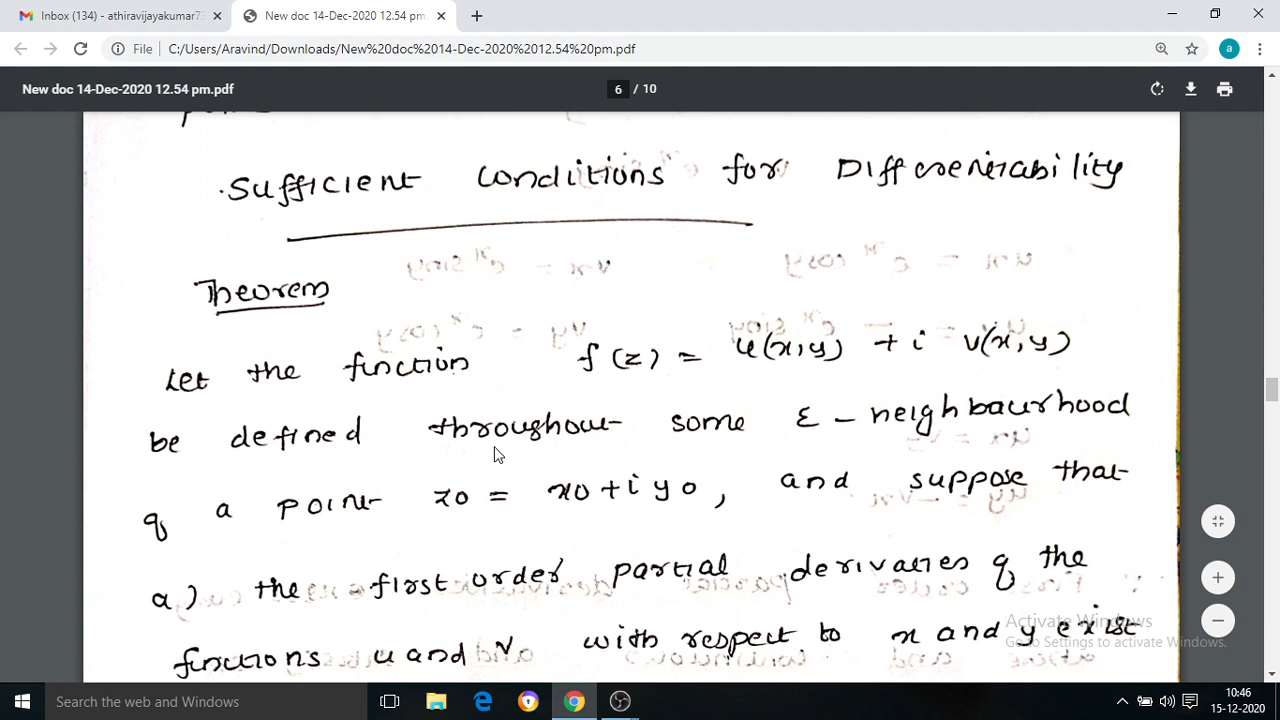 Inbox (134) - athiravijayakumar73
New doc 14-Dec-2020 12.54 pm.pdf
File
C:/Users/Aravind/Downloads/New%20doc%2014-Dec-2020%2012.54%20pm.pdf
a
New doc 14-Dec-2020 12.54 pm.pdf
6 / 10
Sufficient Conditions for Differentiability
Theorem
Let the function f(z) = u(x,y) + i v(x,y)
be defined throughout some ε - neighbourhood
of a point z0 = x0 + i y0, and suppose that
a) the first order partial derivatives of the
functions u and v with respect to x and y exist
Activate Windows
Go to Settings to activate Windows.
Search the web and Windows
10:46
15-12-2020